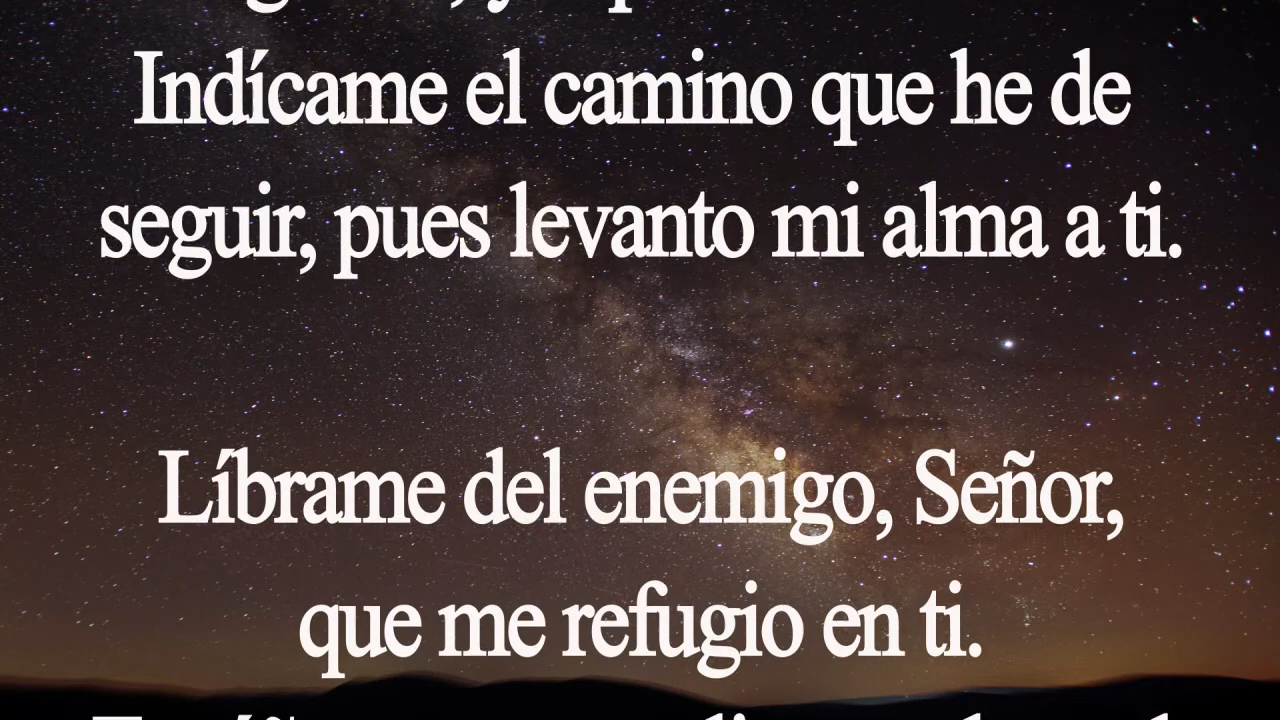 Indícame el camino que he de
seguir, pues levanto mi alma a ti.
Líbrame del enemigo, Señor,
que me refugio en ti.